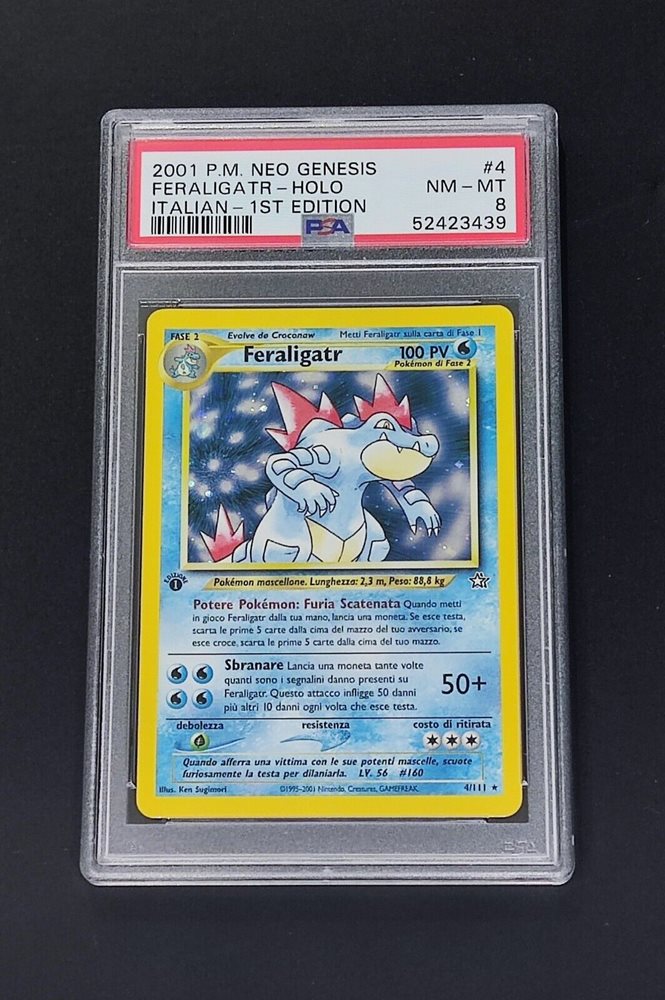 2001 P.M. NEO GENESIS #4
FERALIGATR - HOLO NM - MT
ITALIAN - 1ST EDITION 8
PSA 52423439
FASE 2 Evolve de Croconaw Metti Feraligatr sulla carta di Fase 1
Feraligatr 100 PV
Pokémon di Fase 2
Pokémon mascellone. Lunghezza: 2,3 m, Peso: 88,8 kg
EDIZIONE 1
Potere Pokémon: Furia Scatenata Quando metti
in gioco Feraligatr dalla tua mano, lancia una moneta. Se esce testa,
scarta le prime 5 carte dalla cima del mazzo del tuo avversario; se
esce croce, scarta le prime 5 carte dalla cima del tuo mazzo.
Sbranare Lancia una moneta tante volte
quanti sono i segnalini danno presenti su
Feraligatr. Questo attacco infligge 50 danni
più altri 10 danni ogni volta che esce testa.
50+
debolezza resistenza costo di ritirata
Quando afferra una vittima con le sue potenti mascelle, scuote
furiosamente la testa per dilaniarla. LV. 56 #160
Illus. Ken Sugimori ©1995-2001 Nintendo, Creatures, GAMEFREAK. 4/111 ★
PSA